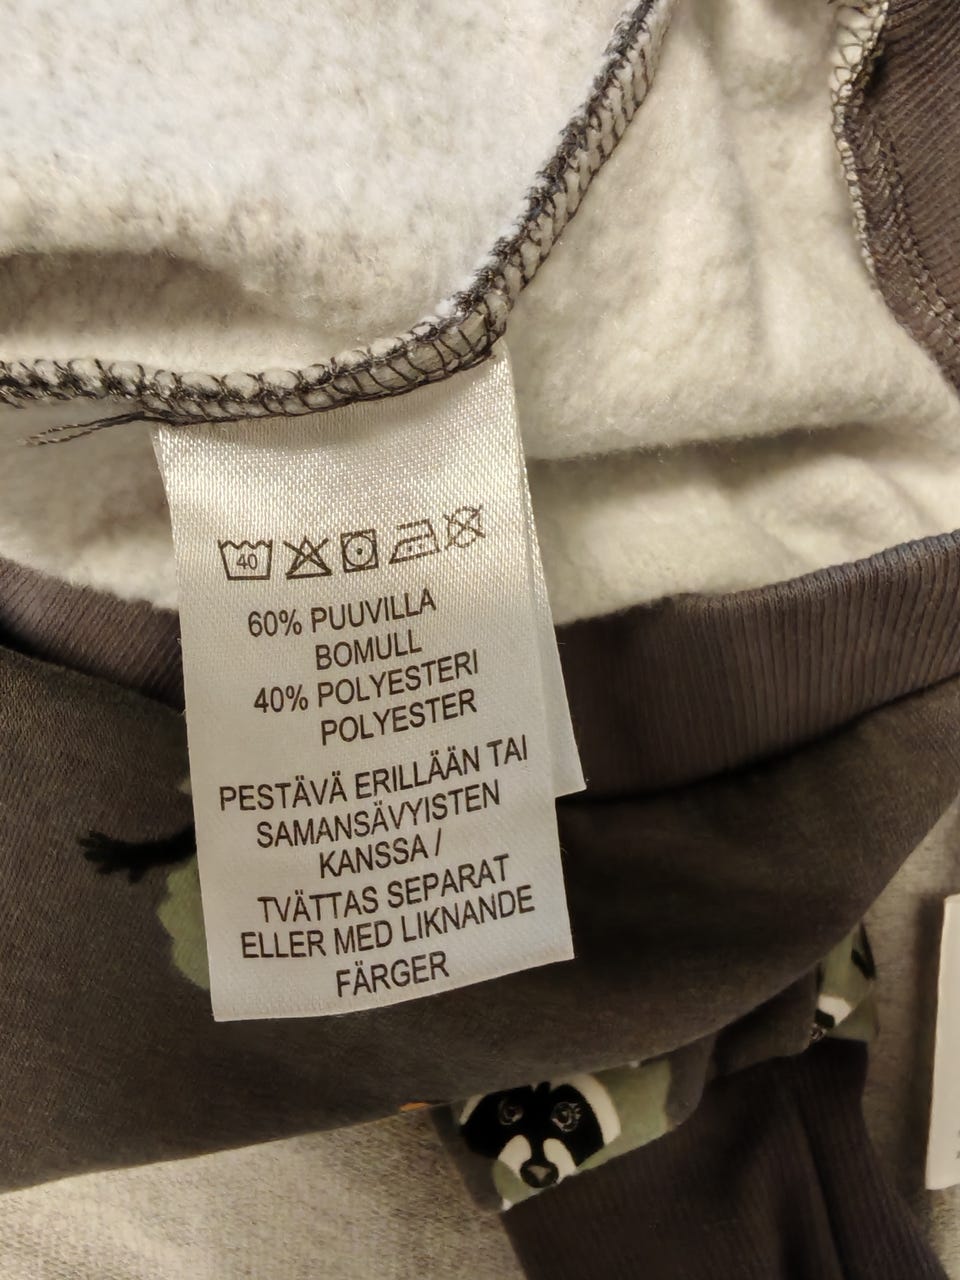 40
60% PUUVILLA
BOMULL
40% POLYESTERI
POLYESTER
PESTÄVÄ ERILLÄÄN TAI
SAMANSÄVYISTEN
KANSSA /
TVÄTTAS SEPARAT
ELLER MED LIKNANDE
FÄRGER